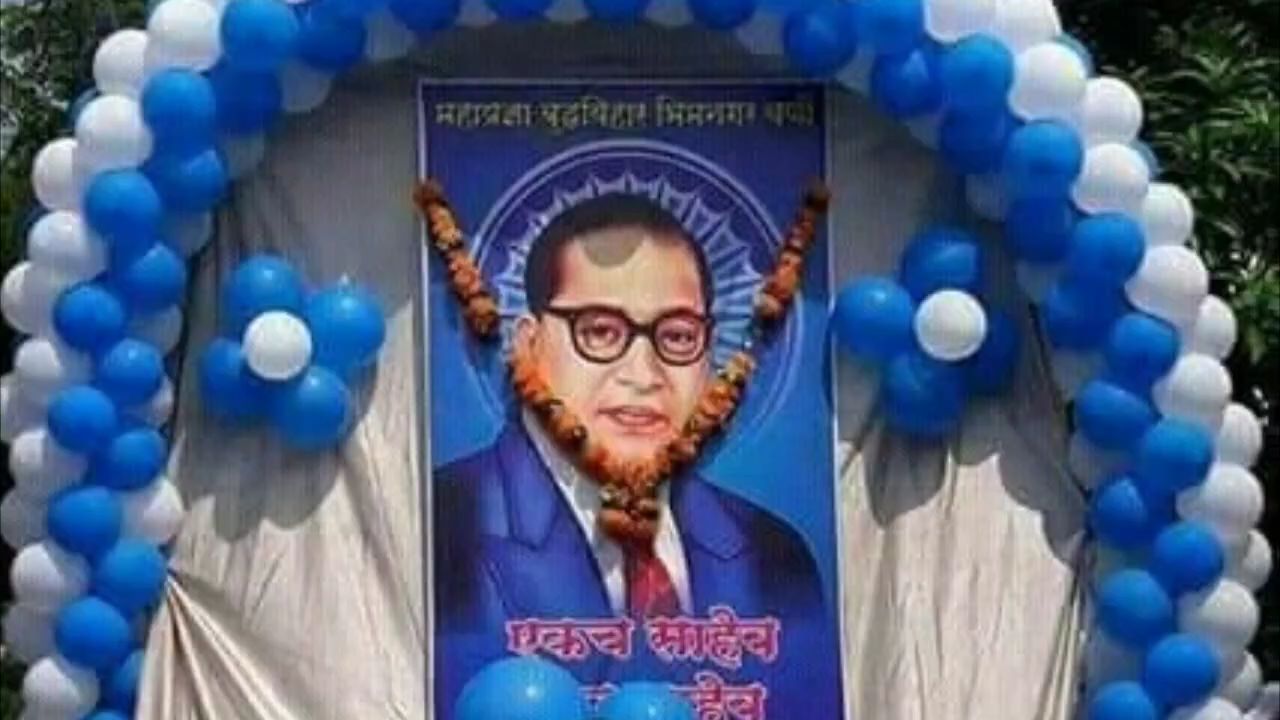 महाप्रज्ञा बुद्धविहार भिमनगर
एकच साहेब
हेब